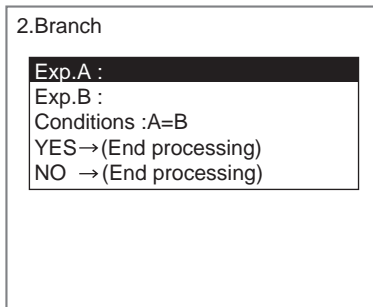 2.Branch
Exp.A :
Exp.B :
Conditions :A=B
YES→(End processing)
NO →(End processing)